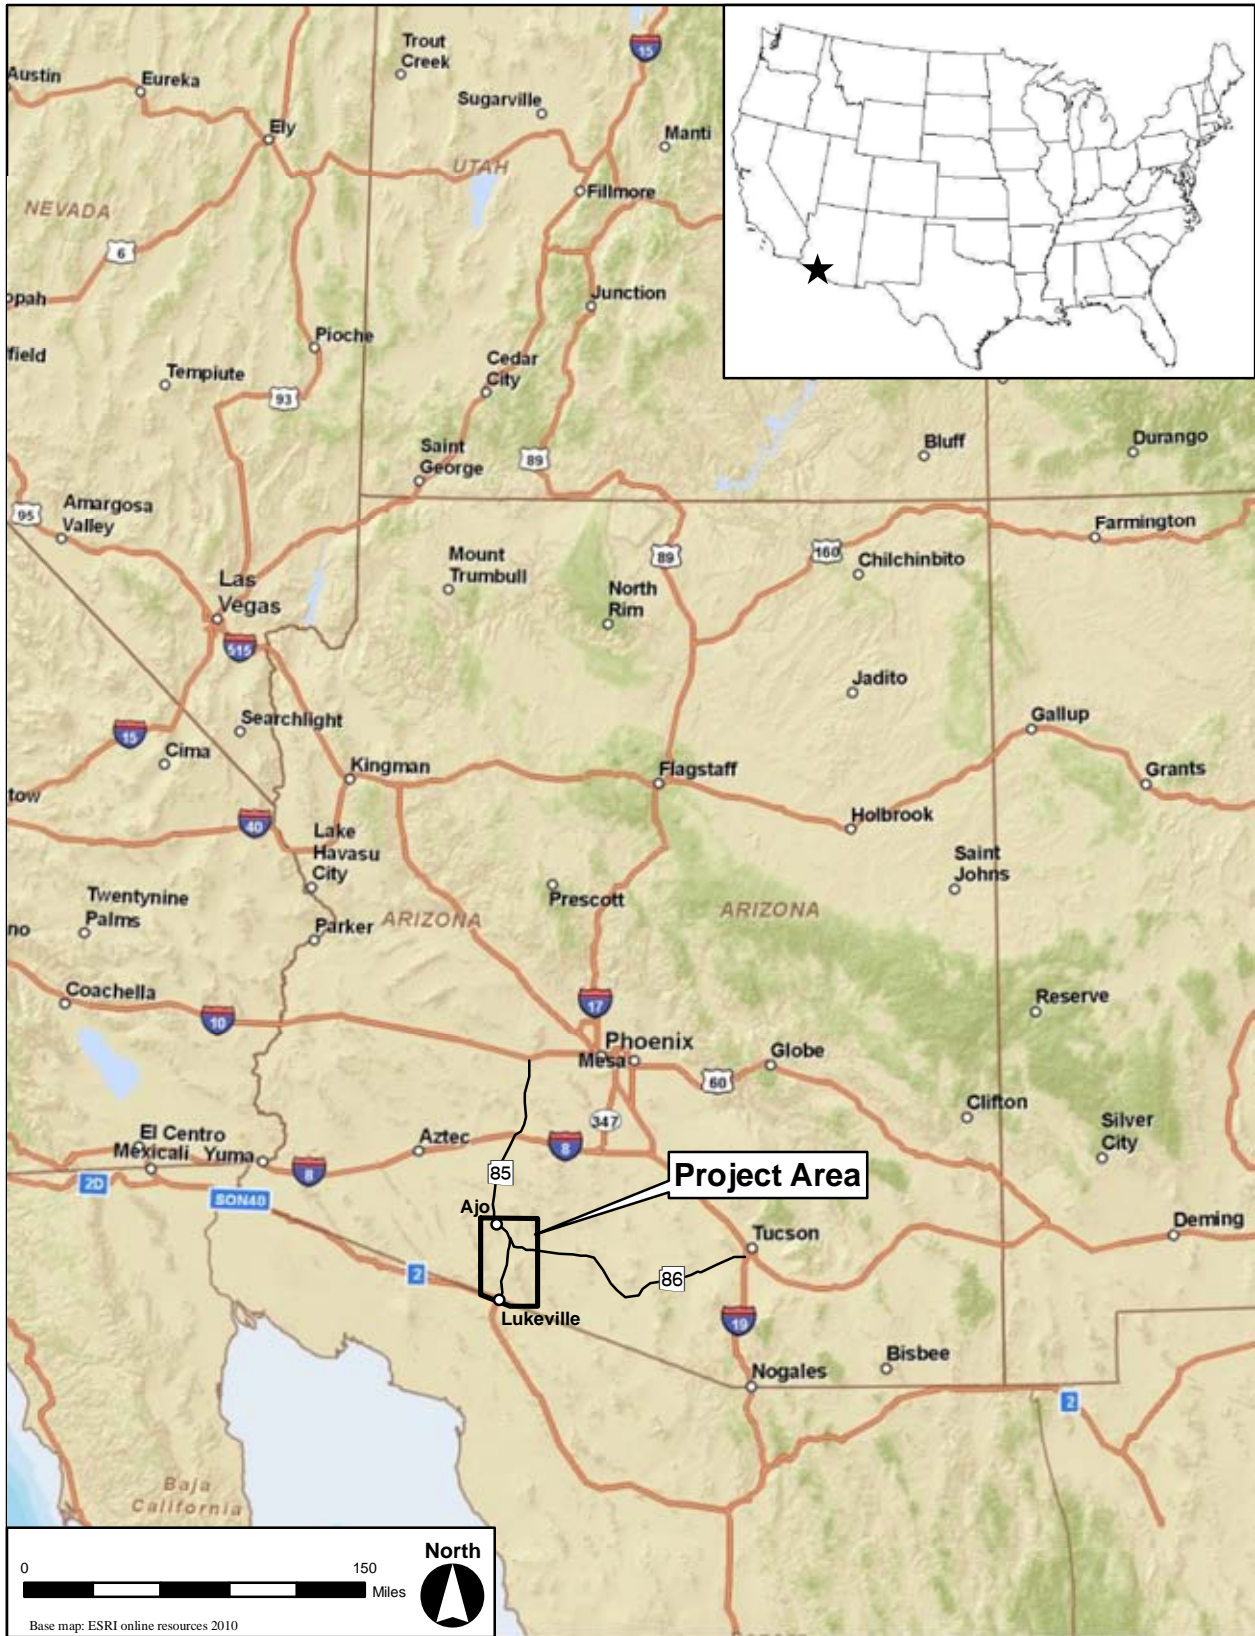 Trout
Creek
15
Austin
Eureka
Sugarville
Ely
Manti
UTAH
Fillmore
NEVADA
6
opah
Junction
Pioche
field
Cedar
City
Tempiute
93
Saint
George
89
Bluff
Durango
95
Amargosa
Valley
Farmington
Mount
Trumbull
89
160
Chilchinbito
Las
Vegas
North
Rim
515
Jadito
Searchlight
Gallup
15
Cima
Kingman
Flagstaff
Grants
tow
40
Holbrook
Lake
Havasu
City
Saint
Johns
Twentynine
Palms
Prescott
ARIZONA
ARIZONA
no
Parker
Coachella
Reserve
10
17
Phoenix
Mesa
Globe
60
Clifton
347
Silver
City
El Centro
Aztec
8
Mexicali
Yuma
8
85
Project Area
2D
SON40
Ajo
Deming
Tucson
2
86
Lukeville
19
Bisbee
Nogales
2
Baja
California
0
150
Miles
North
Base map: ESRI online resources 2010